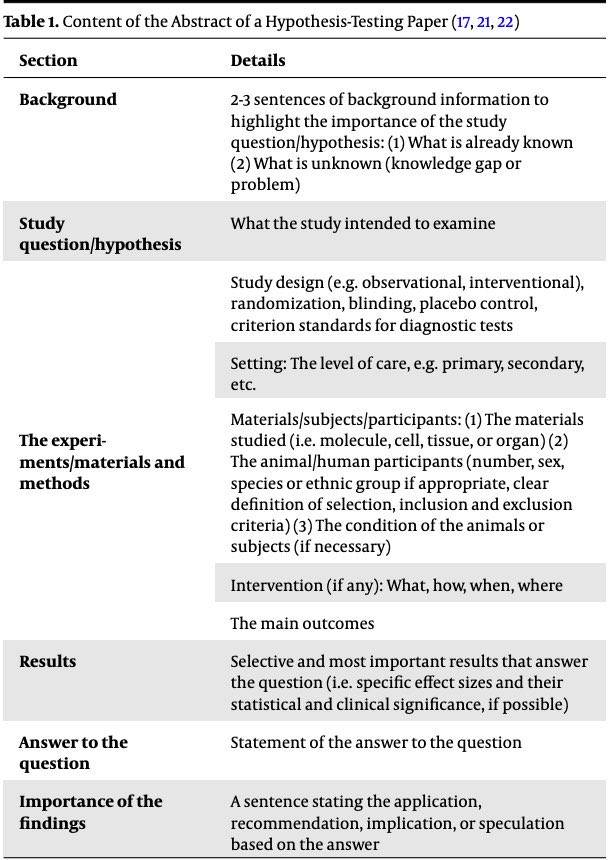 Table 1. Content of the Abstract of a Hypothesis-Testing Paper (17, 21, 22)
Section Details
Background
2-3 sentences of background information to
highlight the importance of the study
question/hypothesis: (1) What is already known
(2) What is unknown (knowledge gap or
problem)
Study
question/hypothesis
What the study intended to examine
The experi-
ments/materials and
methods
Study design (e.g. observational, interventional),
randomization, blinding, placebo control,
criterion standards for diagnostic tests
Setting: The level of care, e.g. primary, secondary,
etc.
Materials/subjects/participants: (1) The materials
studied (i.e. molecule, cell, tissue, or organ) (2)
The animal/human participants (number, sex,
species or ethnic group if appropriate, clear
definition of selection, inclusion and exclusion
criteria) (3) The condition of the animals or
subjects (if necessary)
Intervention (if any): What, how, when, where
The main outcomes
Results
Selective and most important results that answer
the question (i.e. specific effect sizes and their
statistical and clinical significance, if possible)
Answer to the
question
Statement of the answer to the question
Importance of the
findings
A sentence stating the application,
recommendation, implication, or speculation
based on the answer